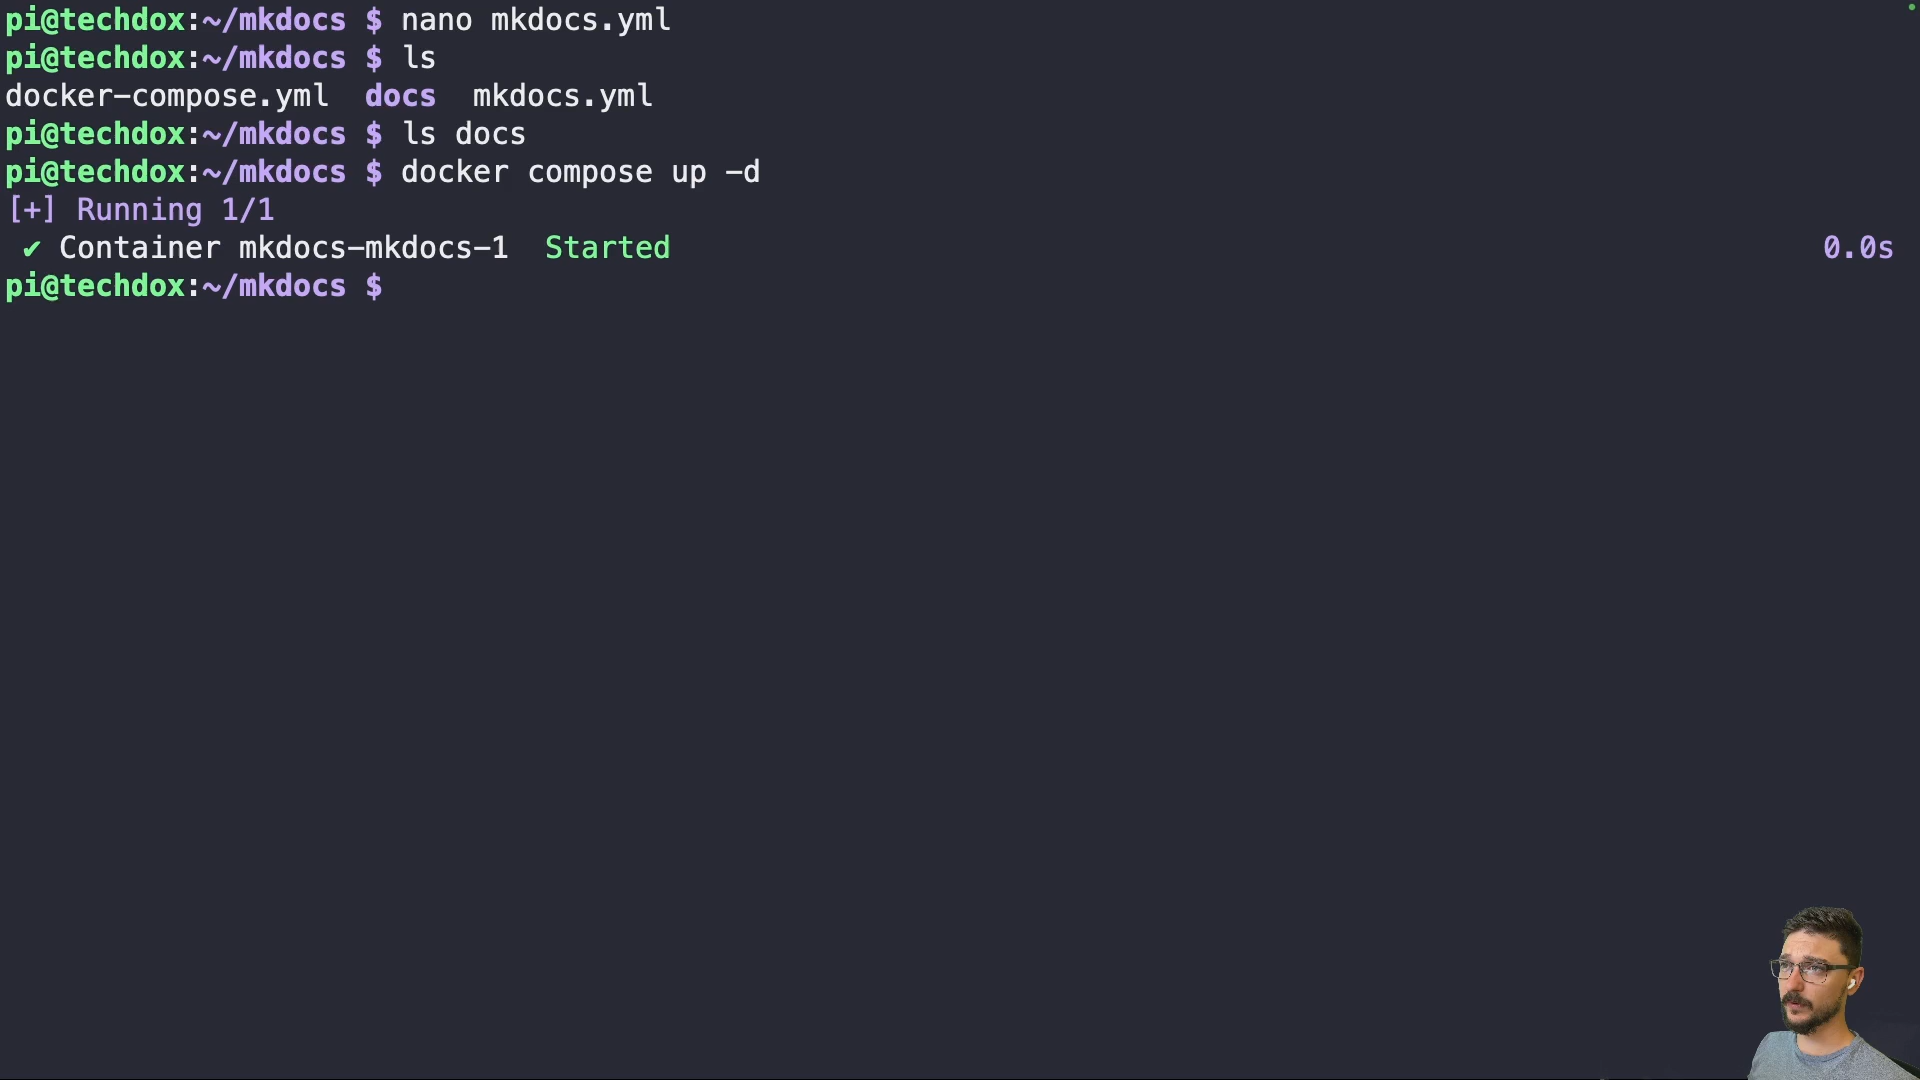 pi@techdox:~/mkdocs $ nano mkdocs.yml
pi@techdox:~/mkdocs $ ls
docker-compose.yml  docs  mkdocs.yml
pi@techdox:~/mkdocs $ ls docs
pi@techdox:~/mkdocs $ docker compose up -d
[+] Running 1/1
 ✔ Container mkdocs-mkdocs-1  Started 0.0s
pi@techdox:~/mkdocs $